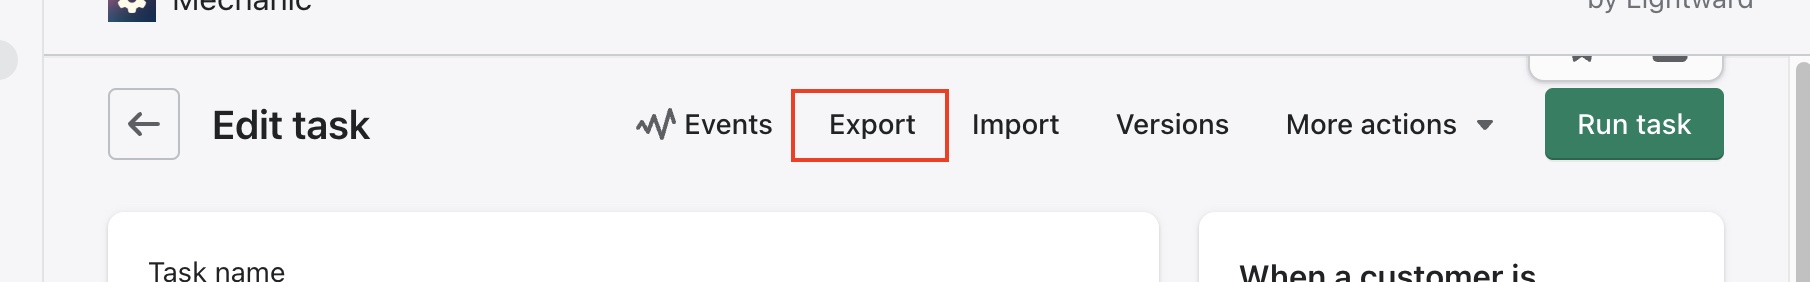 Mechanic
by Lightward
Edit task
Events
Export
Import
Versions
More actions
Run task
Task name
When a customer is